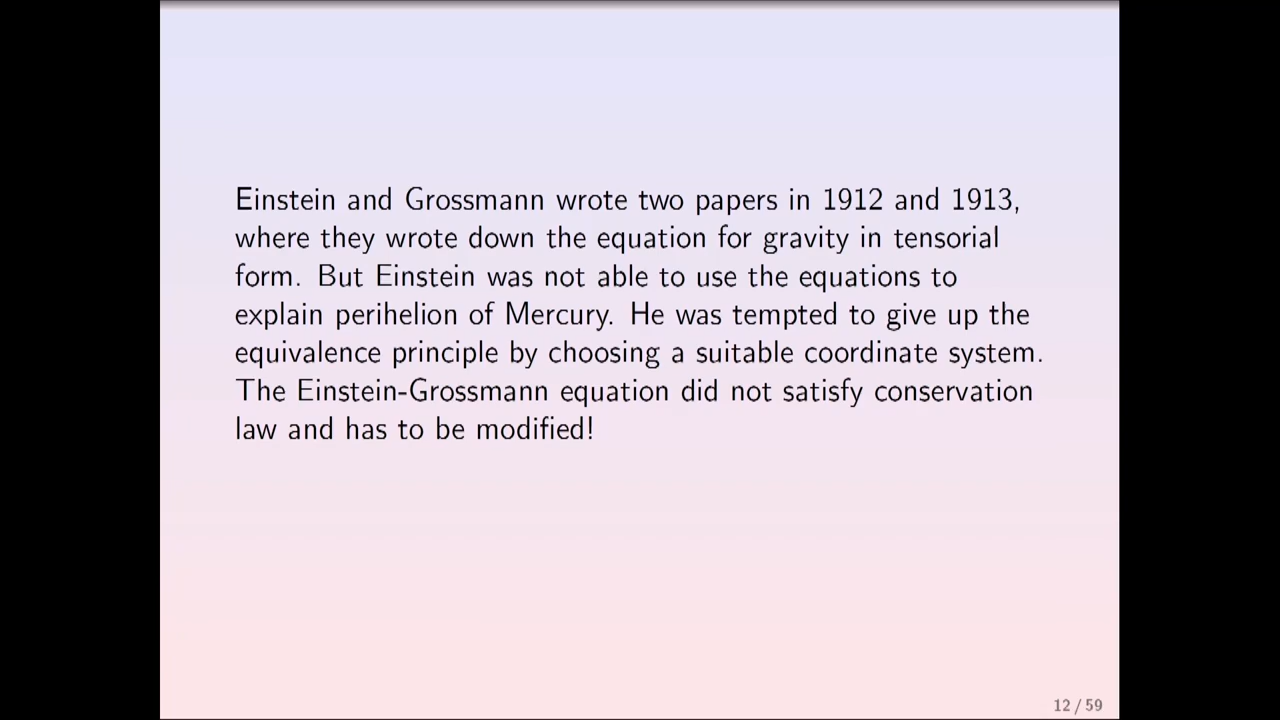 Einstein and Grossmann wrote two papers in 1912 and 1913,
where they wrote down the equation for gravity in tensorial
form. But Einstein was not able to use the equations to
explain perihelion of Mercury. He was tempted to give up the
equivalence principle by choosing a suitable coordinate system.
The Einstein-Grossmann equation did not satisfy conservation
law and has to be modified!
12 / 59